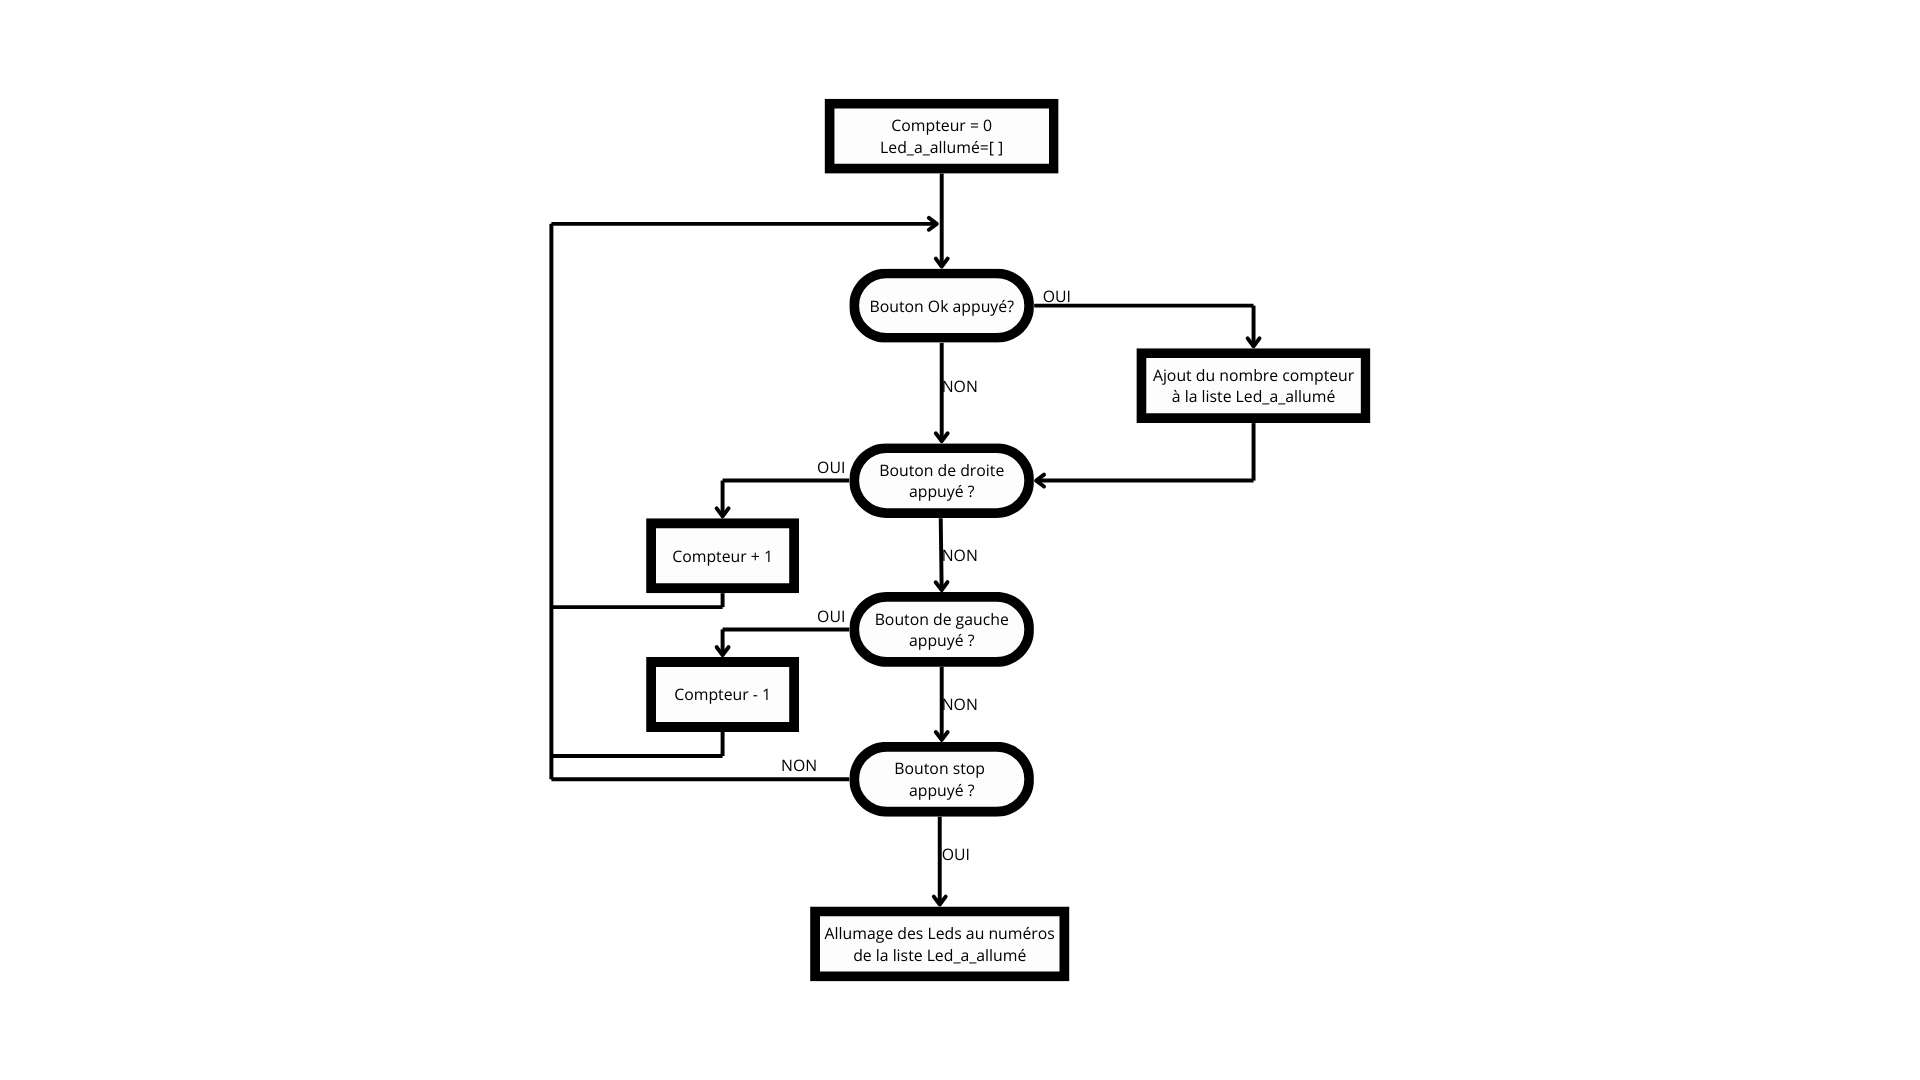 Compteur = 0
Led_a_allumé=[ ]
Bouton Ok appuyé?
OUI
Ajout du nombre compteur
à la liste Led_a_allumé
NON
Bouton de droite
appuyé ?
OUI
Compteur + 1
NON
Bouton de gauche
appuyé ?
OUI
Compteur - 1
NON
Bouton stop
appuyé ?
NON
OUI
Allumage des Leds au numéros
de la liste Led_a_allumé